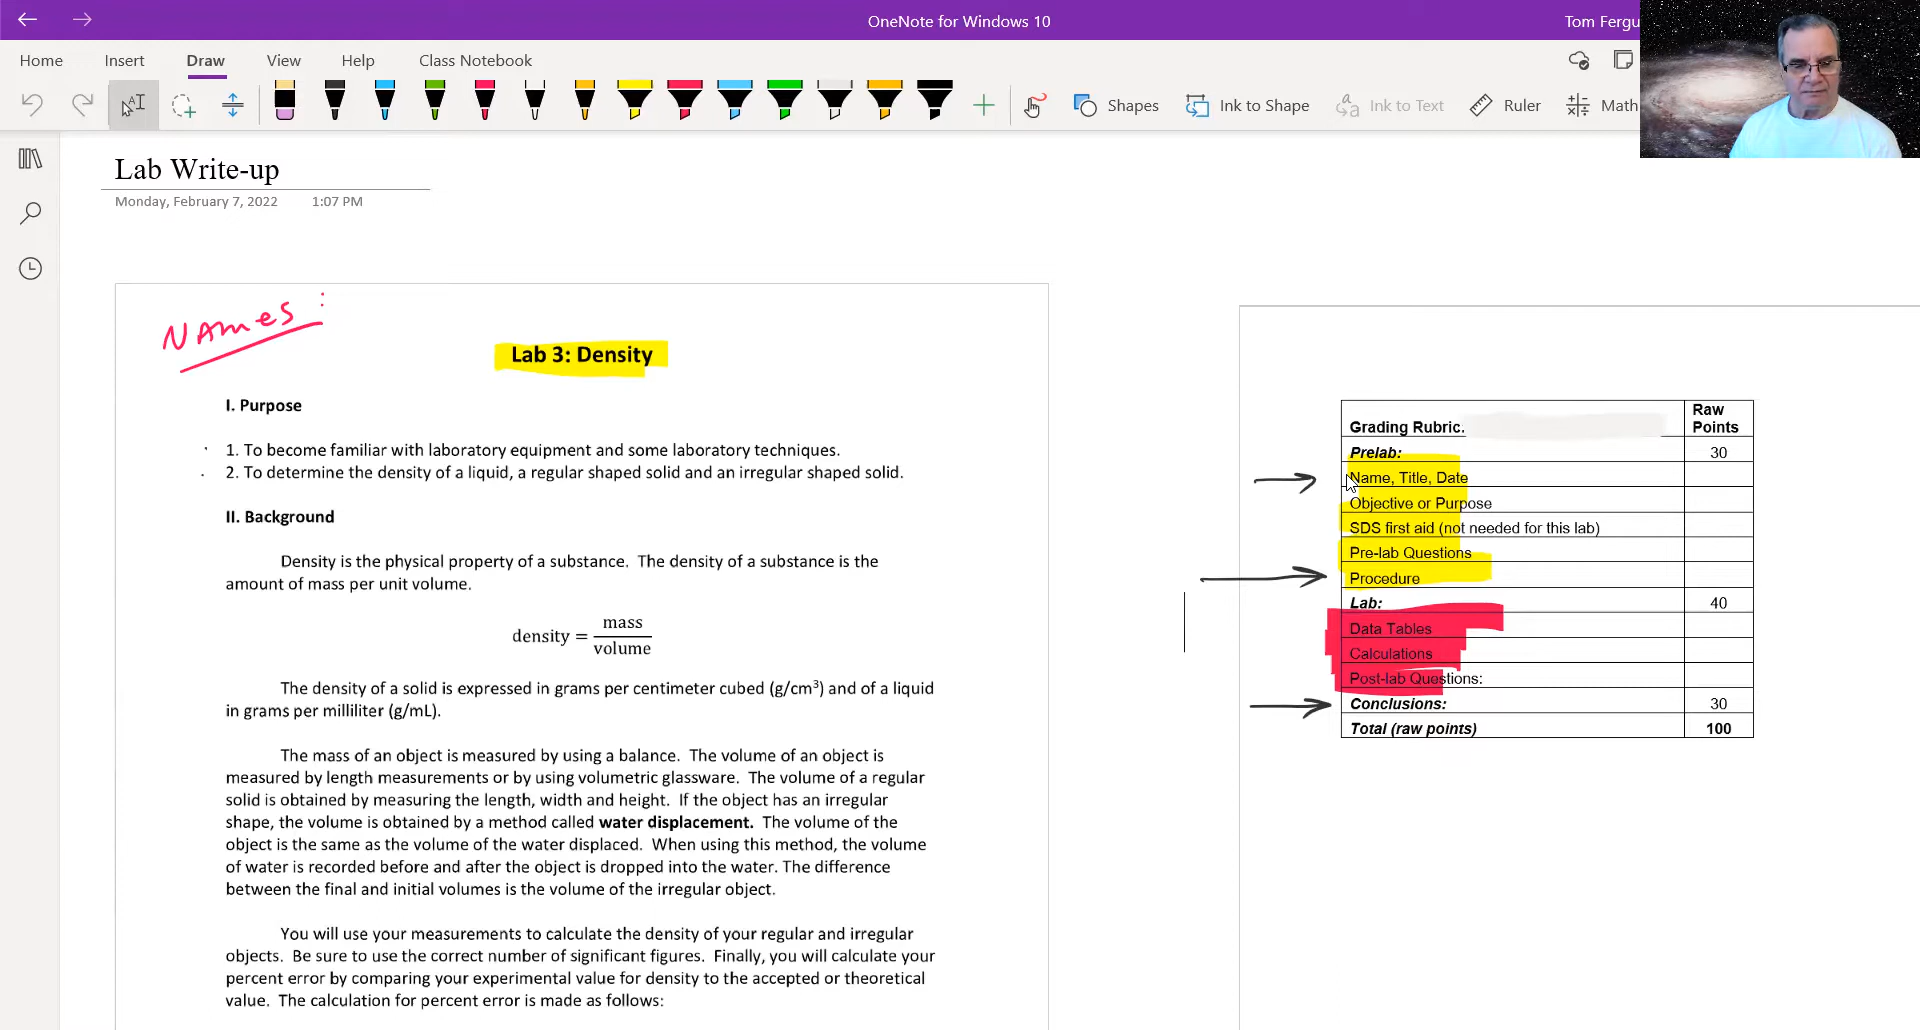 OneNote for Windows 10
Tom Fergu
Home Insert Draw View Help Class Notebook
Shapes Ink to Shape Ink to Text Ruler Math
Lab Write-up
Monday, February 7, 2022 1:07 PM
NAmes :
Lab 3: Density
I. Purpose
1. To become familiar with laboratory equipment and some laboratory techniques.
2. To determine the density of a liquid, a regular shaped solid and an irregular shaped solid.
II. Background
Density is the physical property of a substance. The density of a substance is the
amount of mass per unit volume.
density = mass
volume
The density of a solid is expressed in grams per centimeter cubed (g/cm³) and of a liquid
in grams per milliliter (g/mL).
The mass of an object is measured by using a balance. The volume of an object is
measured by length measurements or by using volumetric glassware. The volume of a regular
solid is obtained by measuring the length, width and height. If the object has an irregular
shape, the volume is obtained by a method called water displacement. The volume of the
object is the same as the volume of the water displaced. When using this method, the volume
of water is recorded before and after the object is dropped into the water. The difference
between the final and initial volumes is the volume of the irregular object.
You will use your measurements to calculate the density of your regular and irregular
objects. Be sure to use the correct number of significant figures. Finally, you will calculate your
percent error by comparing your experimental value for density to the accepted or theoretical
value. The calculation for percent error is made as follows:
Grading Rubric. Raw Points
Prelab: 30
Name, Title, Date
Objective or Purpose
SDS first aid (not needed for this lab)
Pre-lab Questions
Procedure
Lab: 40
Data Tables
Calculations
Post-lab Questions:
Conclusions: 30
Total (raw points) 100